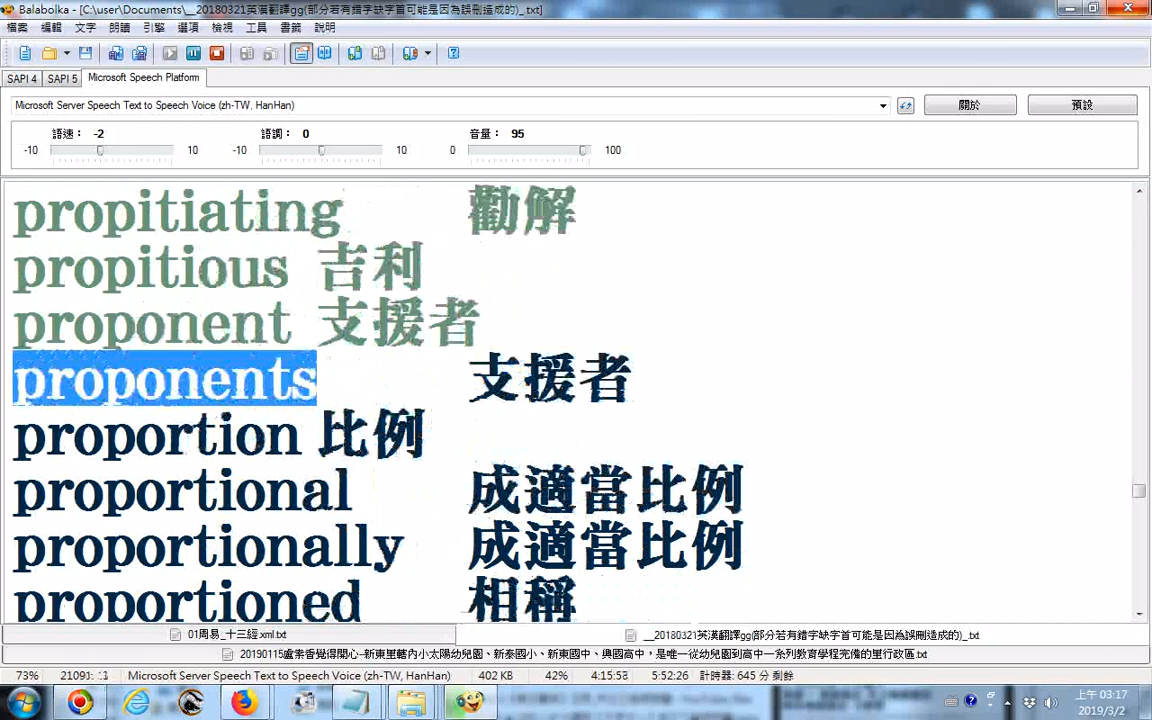 Balabolka - [C:\user\Documents\__20180321英漢翻譯gg(部分若有錯字缺字首可能是因為誤刪造成的)_.txt]
檔案 編輯 文字 朗讀 引擎 選項 檢視 工具 書籤 說明
SAPI 4 SAPI 5 Microsoft Speech Platform
Microsoft Server Speech Text to Speech Voice (zh-TW, HanHan) 關於 預設
語速： -2 語調： 0 音量： 95
-10 10 -10 10 0 100
propitiating 勸解
propitious 吉利
proponent 支援者
proponents 支援者
proportion 比例
proportional 成適當比例
proportionally 成適當比例
proportioned 相稱
01周易_十三經.xml.txt __20180321英漢翻譯gg(部分若有錯字缺字首可能是因為誤刪造成的)_.txt
20190115盧素香覺得開心-新東里轄內小太陽幼兒園、新泰國小、新東國中、興國高中，是唯一從幼兒園到高中一系列教育學程完備的里行政區.txt
73% Microsoft Server Speech Text to Speech Voice (zh-TW, HanHan) 402 KB 42% 4:15:58 5:52:26 計時器: 645 分 剩餘
上午 03:17
2019/3/2